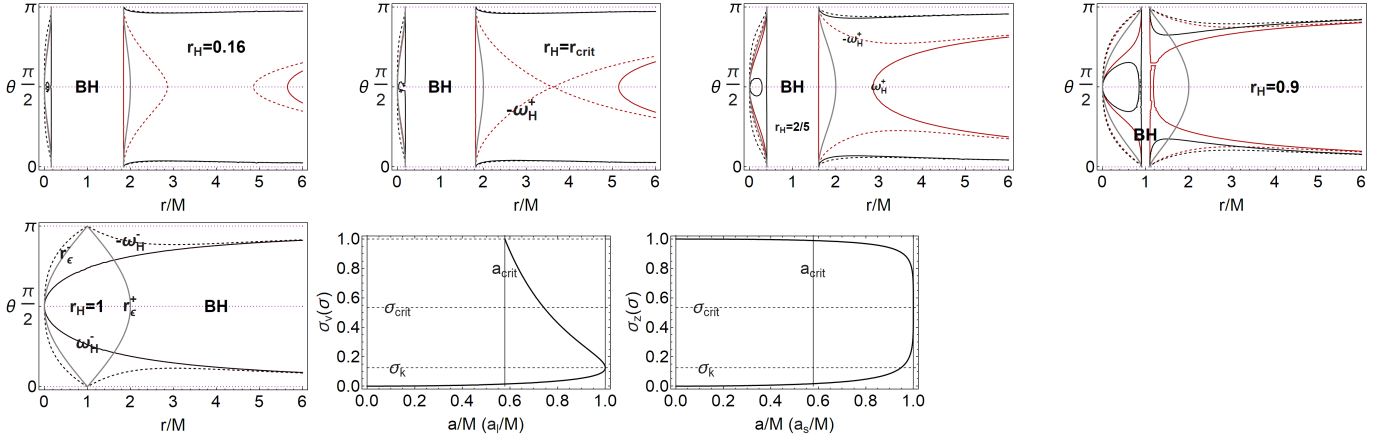 π
θ π/2
0
r_H=0.16
BH
0 1 2 3 4 5 6
r/M
π
θ π/2
0
r_H=r_crit
BH
-ω_H^+
0 1 2 3 4 5 6
r/M
π
θ π/2
0
-ω_H^+
BH
ω_H^+
r_H=2/5
0 1 2 3 4 5 6
r/M
π
θ π/2
0
r_H=0.9
BH
0 1 2 3 4 5 6
r/M
π
θ π/2
0
r_ϵ^-
-ω_H^-
r_H=1
r_ϵ^+
BH
ω_H^-
0 1 2 3 4 5 6
r/M
σ_v(σ)
1.0
0.8
0.6
0.4
0.2
0.0
a_crit
σ_crit
σ_k
0.0 0.2 0.4 0.6 0.8 1.0
a/M (a_l/M)
σ_z(σ)
1.0
0.8
0.6
0.4
0.2
0.0
a_crit
σ_crit
σ_k
0.0 0.2 0.4 0.6 0.8 1.0
a/M (a_s/M)